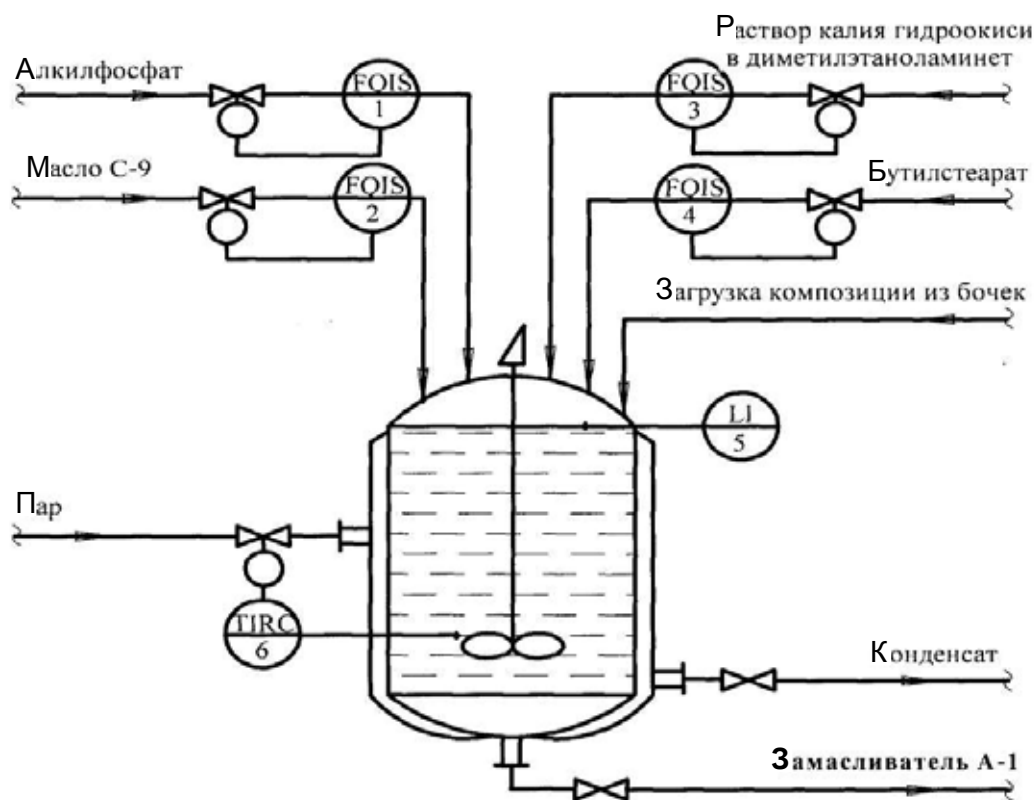 Раствор калия гидроокиси
в диметилэтаноламинет
Алкилфосфат
FQIS
1
FQIS
3
Масло С-9
FQIS
2
FQIS
4
Бутилстеарат
Загрузка композиции из бочек
LI
5
Пар
TIRC
6
Конденсат
Замасливатель А-1